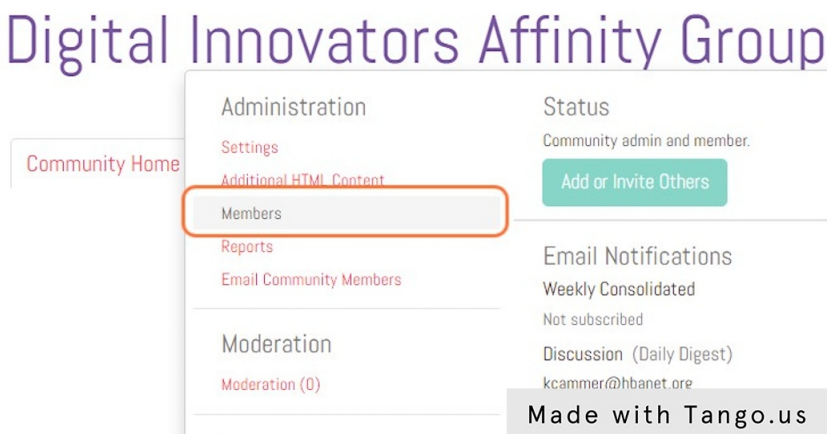 Digital Innovators Affinity Group
Community Home
Administration
Settings
Additional HTML Content
Members
Reports
Email Community Members
Moderation
Moderation (0)
Status
Community admin and member.
Add or Invite Others
Email Notifications
Weekly Consolidated
Not subscribed
Discussion (Daily Digest)
kcammer@hbanet.org
Made with Tango.us